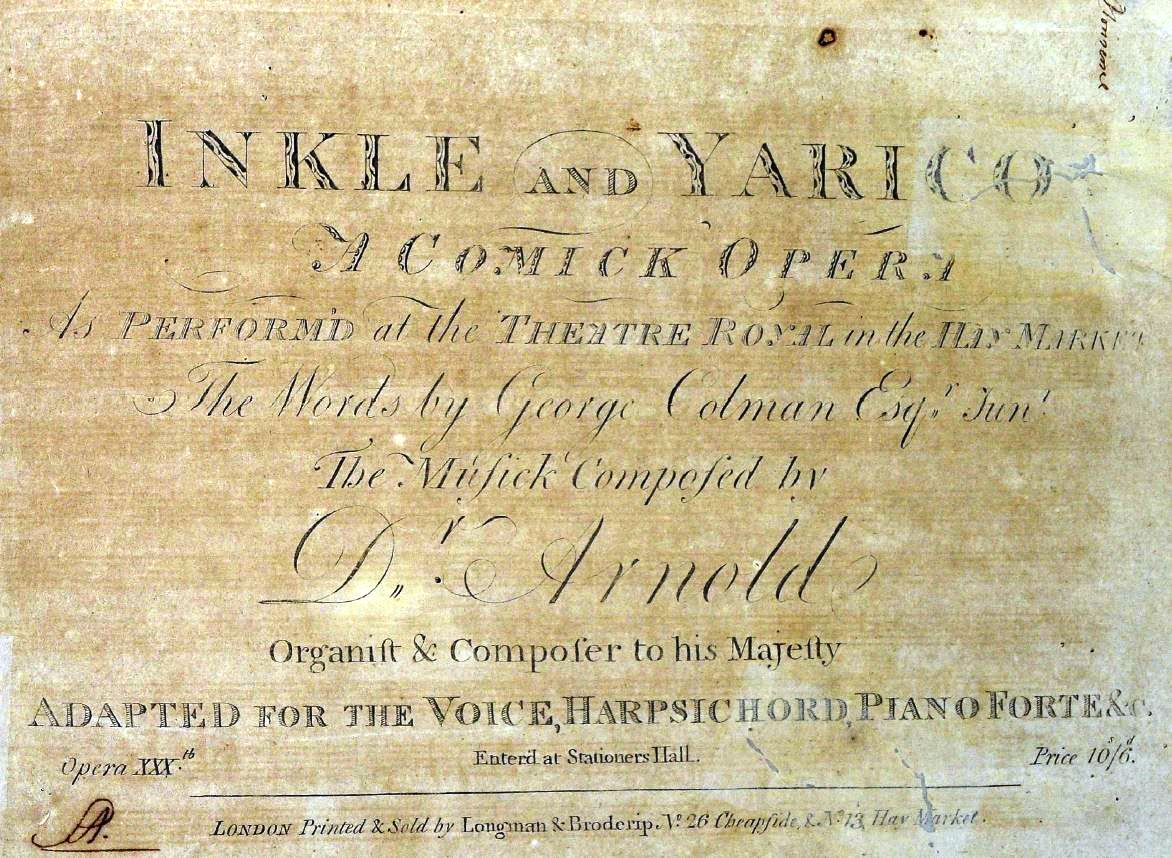 INKLE AND YARICO
A COMICK OPERA
As PERFORM'D at the THEATRE ROYAL in the HAY MARKET
The Words by George Colman Esqr. Junr
The Muſick Compoſed by
Dr. Arnold
Organiſt & Compoſer to his Majeſty
ADAPTED FOR THE VOICE, HARPSICHORD, PIANO FORTE &c.
Opera XXX.th Enter'd at Stationers Hall. Price 10s/6d.
LONDON Printed & Sold by Longman & Broderip, No. 26 Cheapside, & No. 13, Hay Market.